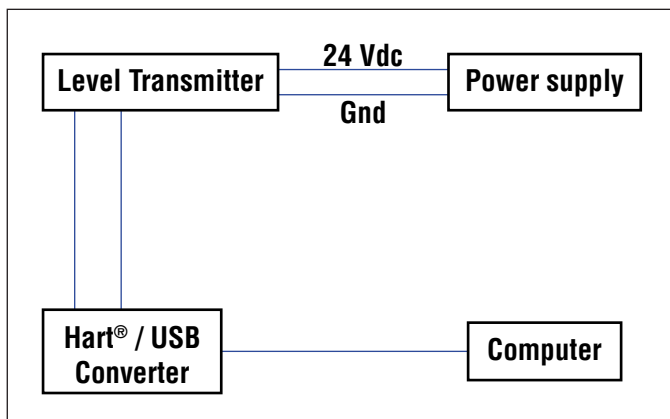 24 Vdc
Level Transmitter
Power supply
Gnd
Hart® / USB
Converter
Computer